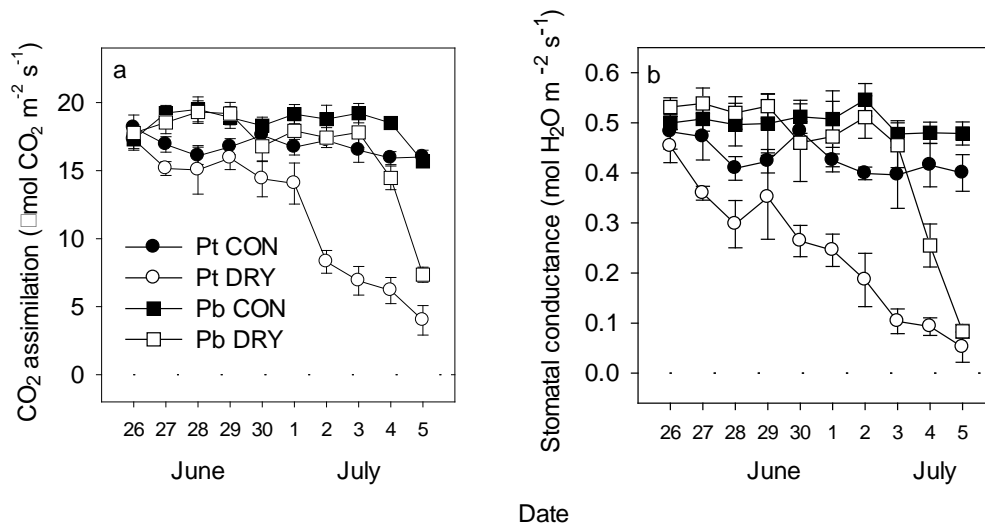 a
CO2 assimilation (□mol CO2 m-2 s-1)
20
15
10
5
0
Pt CON
Pt DRY
Pb CON
Pb DRY
26 27 28 29 30 1 2 3 4 5
June July
b
Stomatal conductance (mol H2O m-2 s-1)
0.6
0.5
0.4
0.3
0.2
0.1
0.0
26 27 28 29 30 1 2 3 4 5
June July
Date